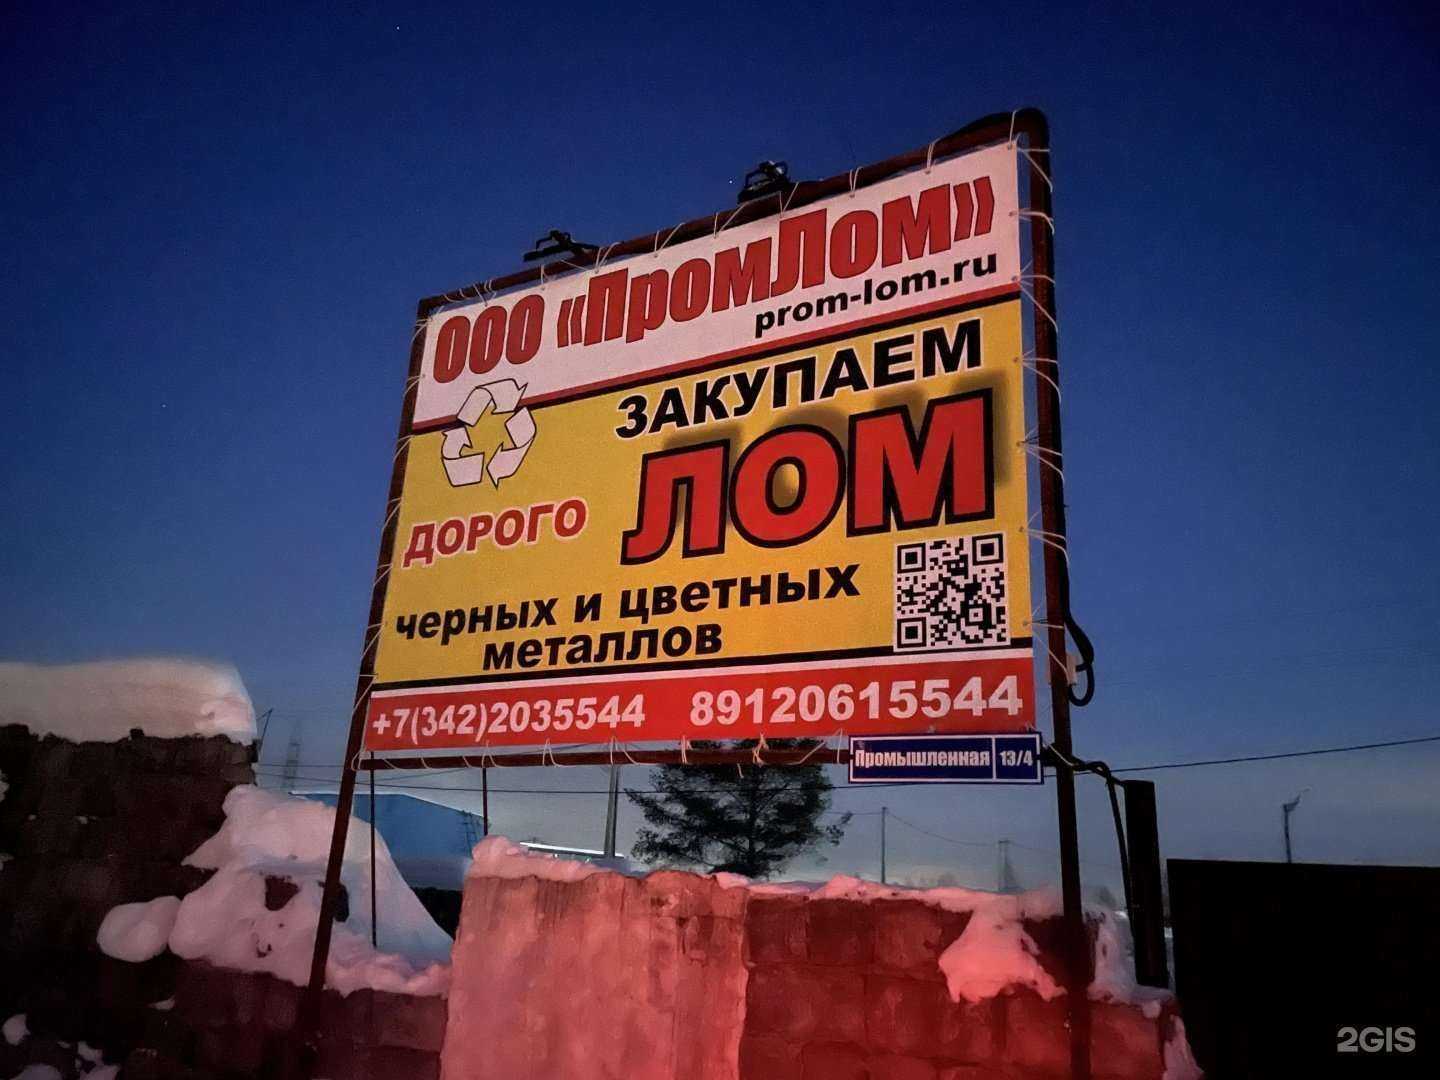 ООО «ПромЛом»
prom-lom.ru
ЗАКУПАЕМ
ЛОМ
ДОРОГО
черных и цветных
металлов
+7(342)2035544 89120615544
Промышленная 13/4
2GIS